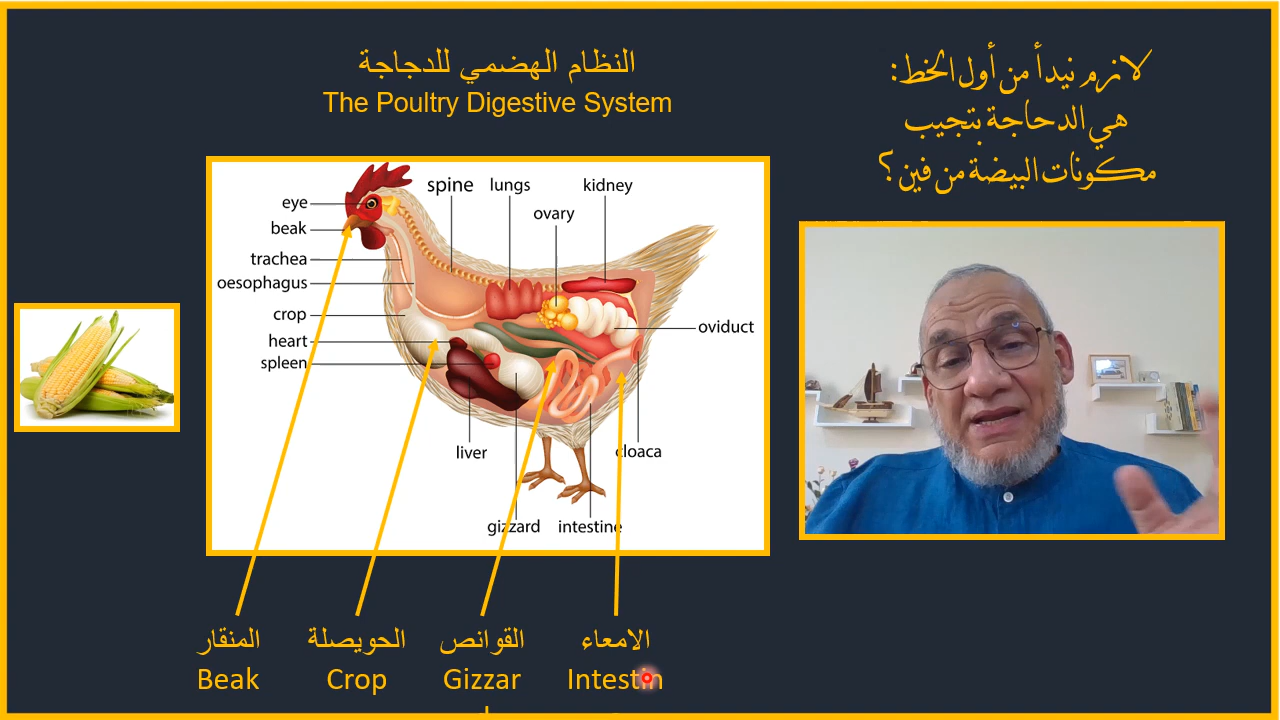 النظام الهضمي للدجاجة
The Poultry Digestive System
لازم نبدأ من أول الخط:
هي الدجاجة بتجيب
مكونات البيضة من فين؟
spine
lungs
kidney
eye
ovary
beak
trachea
oesophagus
crop
oviduct
heart
spleen
liver
cloaca
gizzard
intestine
المنقار
Beak
الحويصلة
Crop
القوانص
Gizzar
الامعاء
Intestin